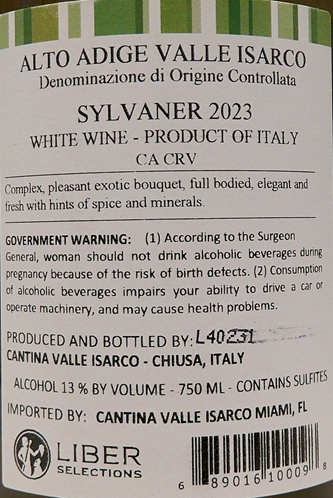 ALTO ADIGE VALLE ISARCO
Denominazione di Origine Controllata
SYLVANER 2023
WHITE WINE - PRODUCT OF ITALY
CA CRV
Complex, pleasant exotic bouquet, full bodied, elegant and
fresh with hints of spice and minerals.
GOVERNMENT WARNING: (1) According to the Surgeon
General, woman should not drink alcoholic beverages during
pregnancy because of the risk of birth defects. (2) Consumption
of alcoholic beverages impairs your ability to drive a car or
operate machinery, and may cause health problems.
PRODUCED AND BOTTLED BY: L40231
CANTINA VALLE ISARCO - CHIUSA, ITALY
ALCOHOL 13 % BY VOLUME - 750 ML - CONTAINS SULFITES
IMPORTED BY: CANTINA VALLE ISARCO MIAMI, FL
LIBER
SELECTIONS
6 89016 10009 8